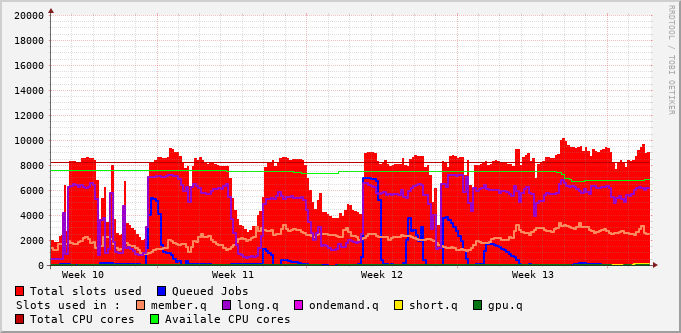 20000
18000
16000
14000
12000
10000
8000
6000
4000
2000
0
Week 10 Week 11 Week 12 Week 13
Total slots used Queued Jobs
Slots used in : member.q long.q ondemand.q short.q gpu.q
Total CPU cores Availale CPU cores
RRDTOOL / TOBI OETIKER